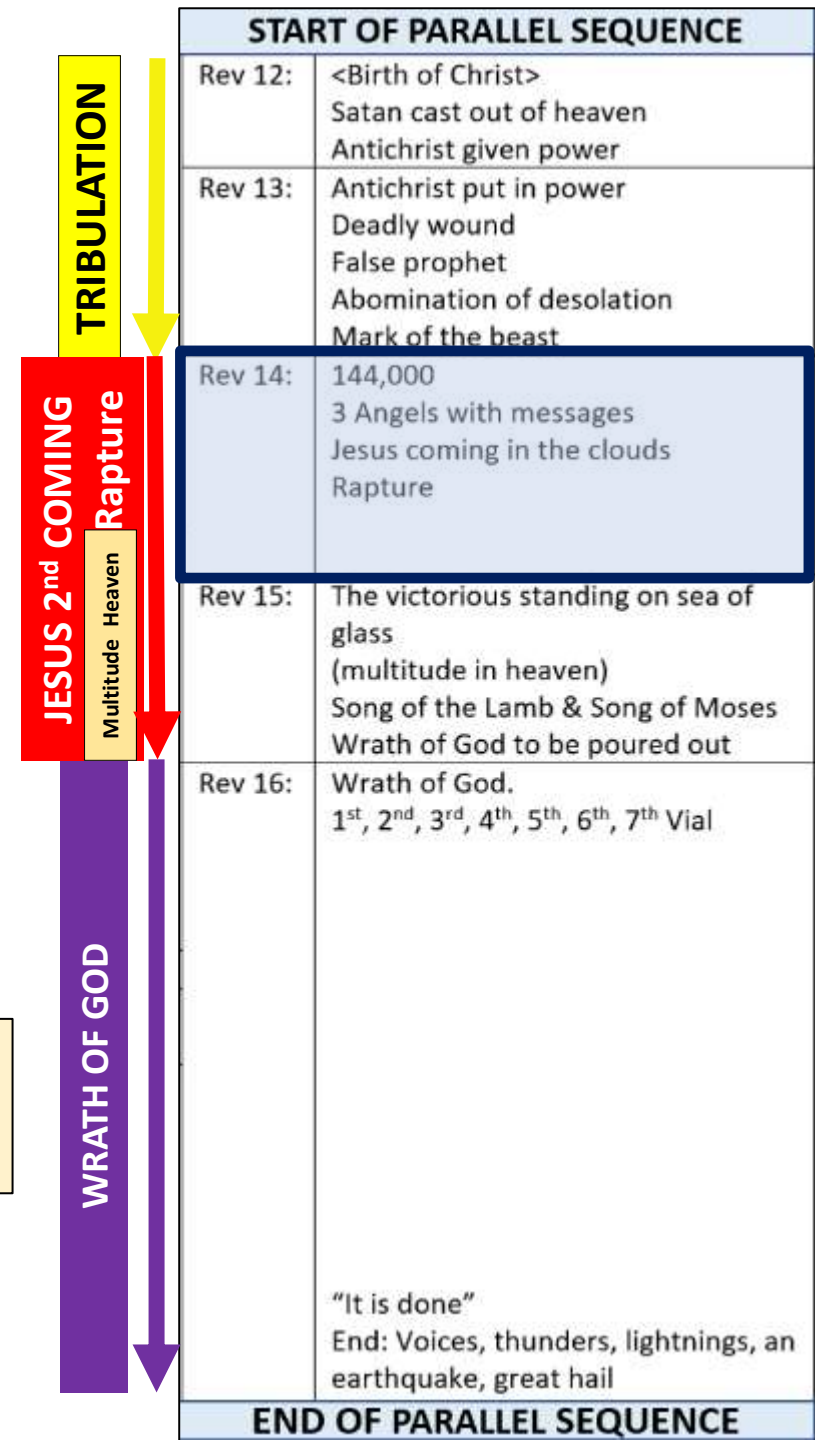 START OF PARALLEL SEQUENCE
TRIBULATION
Rev 12: <Birth of Christ>
Satan cast out of heaven
Antichrist given power
Rev 13: Antichrist put in power
Deadly wound
False prophet
Abomination of desolation
Mark of the beast
JESUS 2nd COMING
Rapture
Multitude Heaven
Rev 14: 144,000
3 Angels with messages
Jesus coming in the clouds
Rapture
Rev 15: The victorious standing on sea of
glass
(multitude in heaven)
Song of the Lamb & Song of Moses
Wrath of God to be poured out
WRATH OF GOD
Rev 16: Wrath of God.
1st, 2nd, 3rd, 4th, 5th, 6th, 7th Vial
“It is done”
End: Voices, thunders, lightnings, an
earthquake, great hail
END OF PARALLEL SEQUENCE